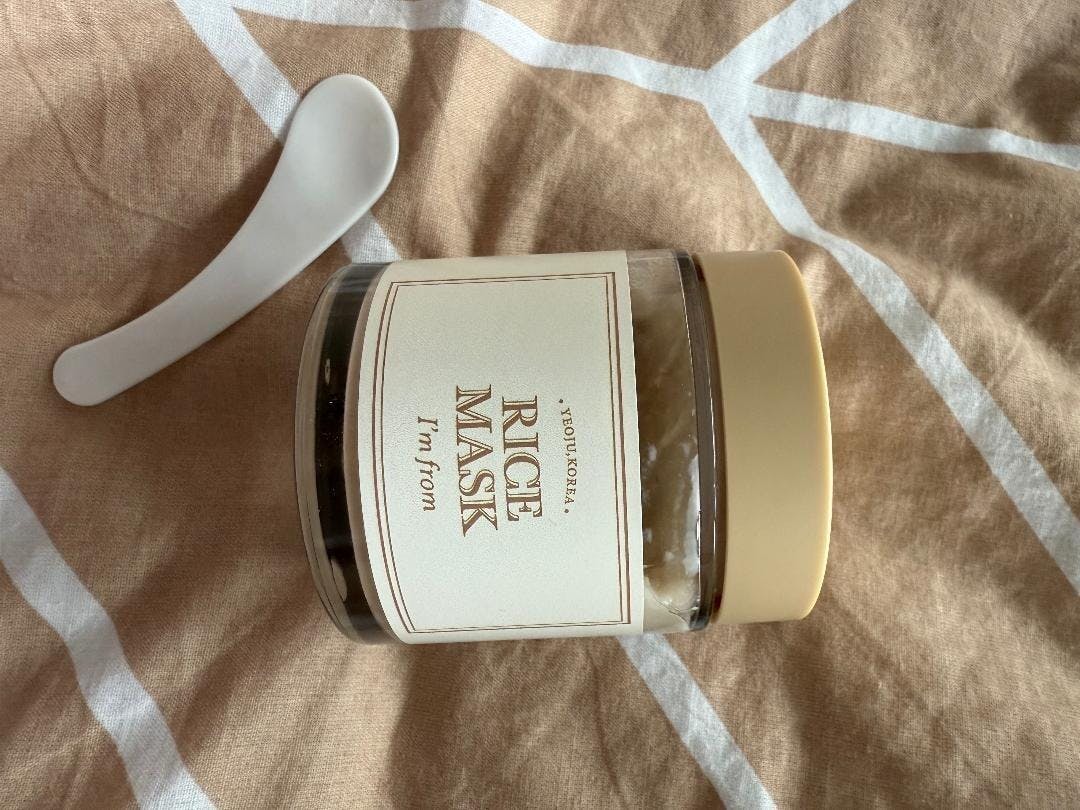 • YEOJU,KOREA •
RICE
MASK
I'm from